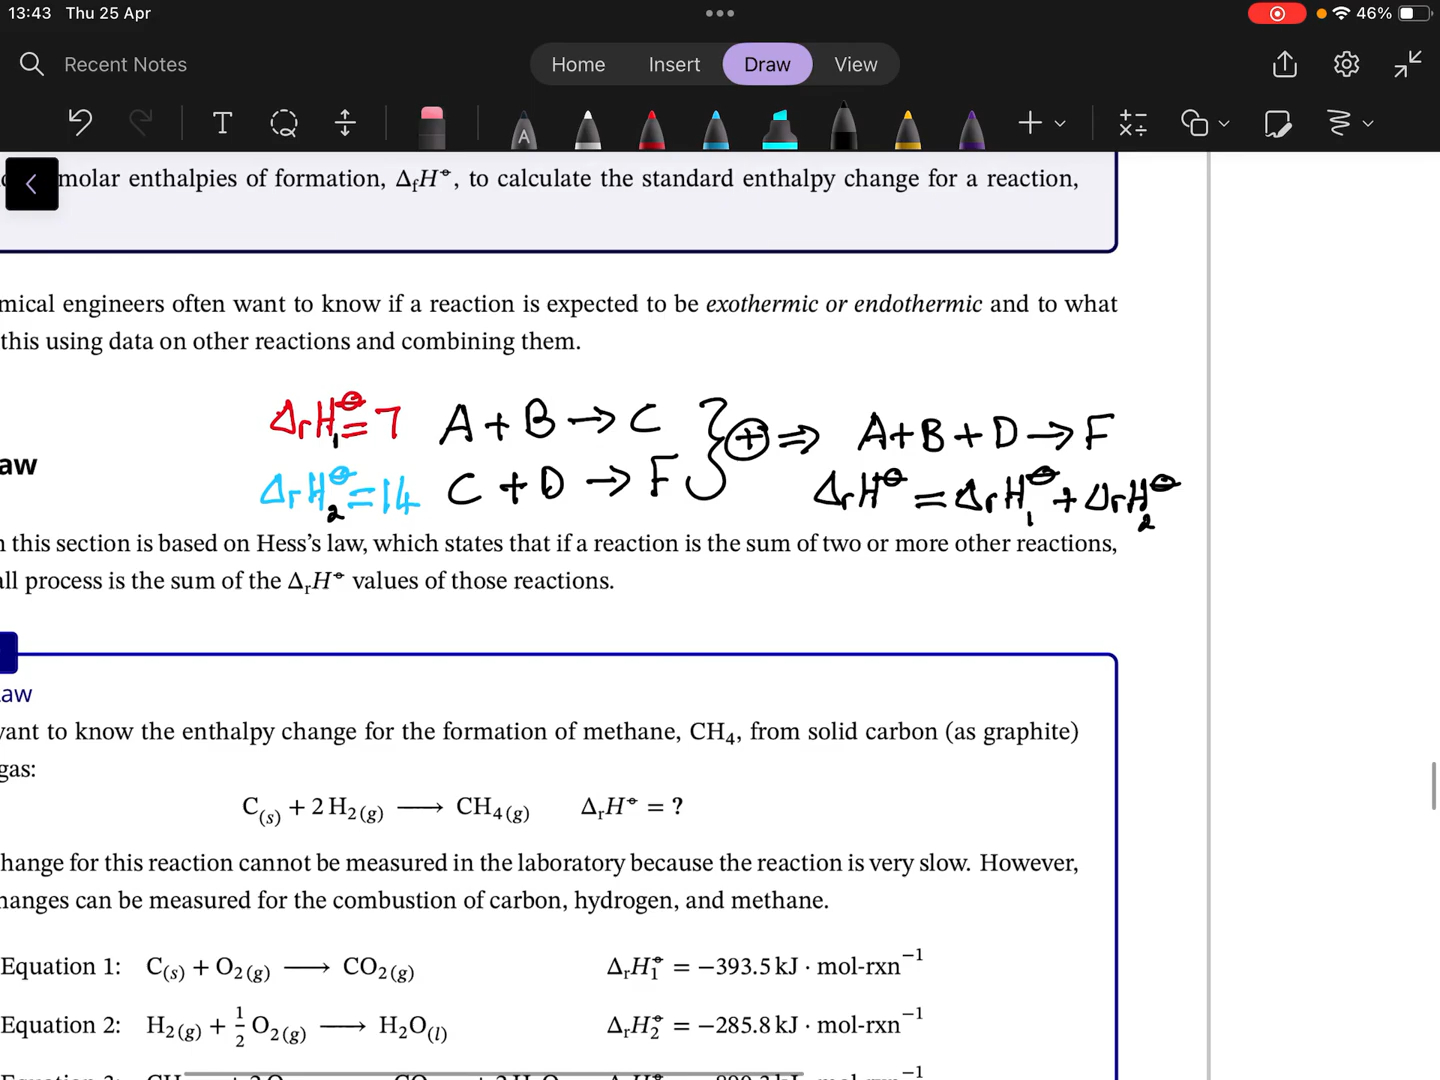 13:43 Thu 25 Apr 46%
Recent Notes Home Insert Draw View
T A
molar enthalpies of formation, ΔfH⦵, to calculate the standard enthalpy change for a reaction,
mical engineers often want to know if a reaction is expected to be exothermic or endothermic and to what
this using data on other reactions and combining them.
ΔrH₁⦵ = 7 A + B → C } ⊕ ⇒ A + B + D → F
aw
ΔrH₂⦵ = 14 C + D → F ΔrH⦵ = ΔrH₁⦵ + ΔrH₂⦵
n this section is based on Hess’s law, which states that if a reaction is the sum of two or more other reactions,
all process is the sum of the ΔrH⦵ values of those reactions.
aw
want to know the enthalpy change for the formation of methane, CH₄, from solid carbon (as graphite)
gas:
C(s) + 2 H₂(g) ⟶ CH₄(g) ΔrH⦵ = ?
hange for this reaction cannot be measured in the laboratory because the reaction is very slow. However,
hanges can be measured for the combustion of carbon, hydrogen, and methane.
Equation 1: C(s) + O₂(g) ⟶ CO₂(g) ΔrH₁⦵ = −393.5 kJ · mol-rxn⁻¹
Equation 2: H₂(g) + ½ O₂(g) ⟶ H₂O(l) ΔrH₂⦵ = −285.8 kJ · mol-rxn⁻¹